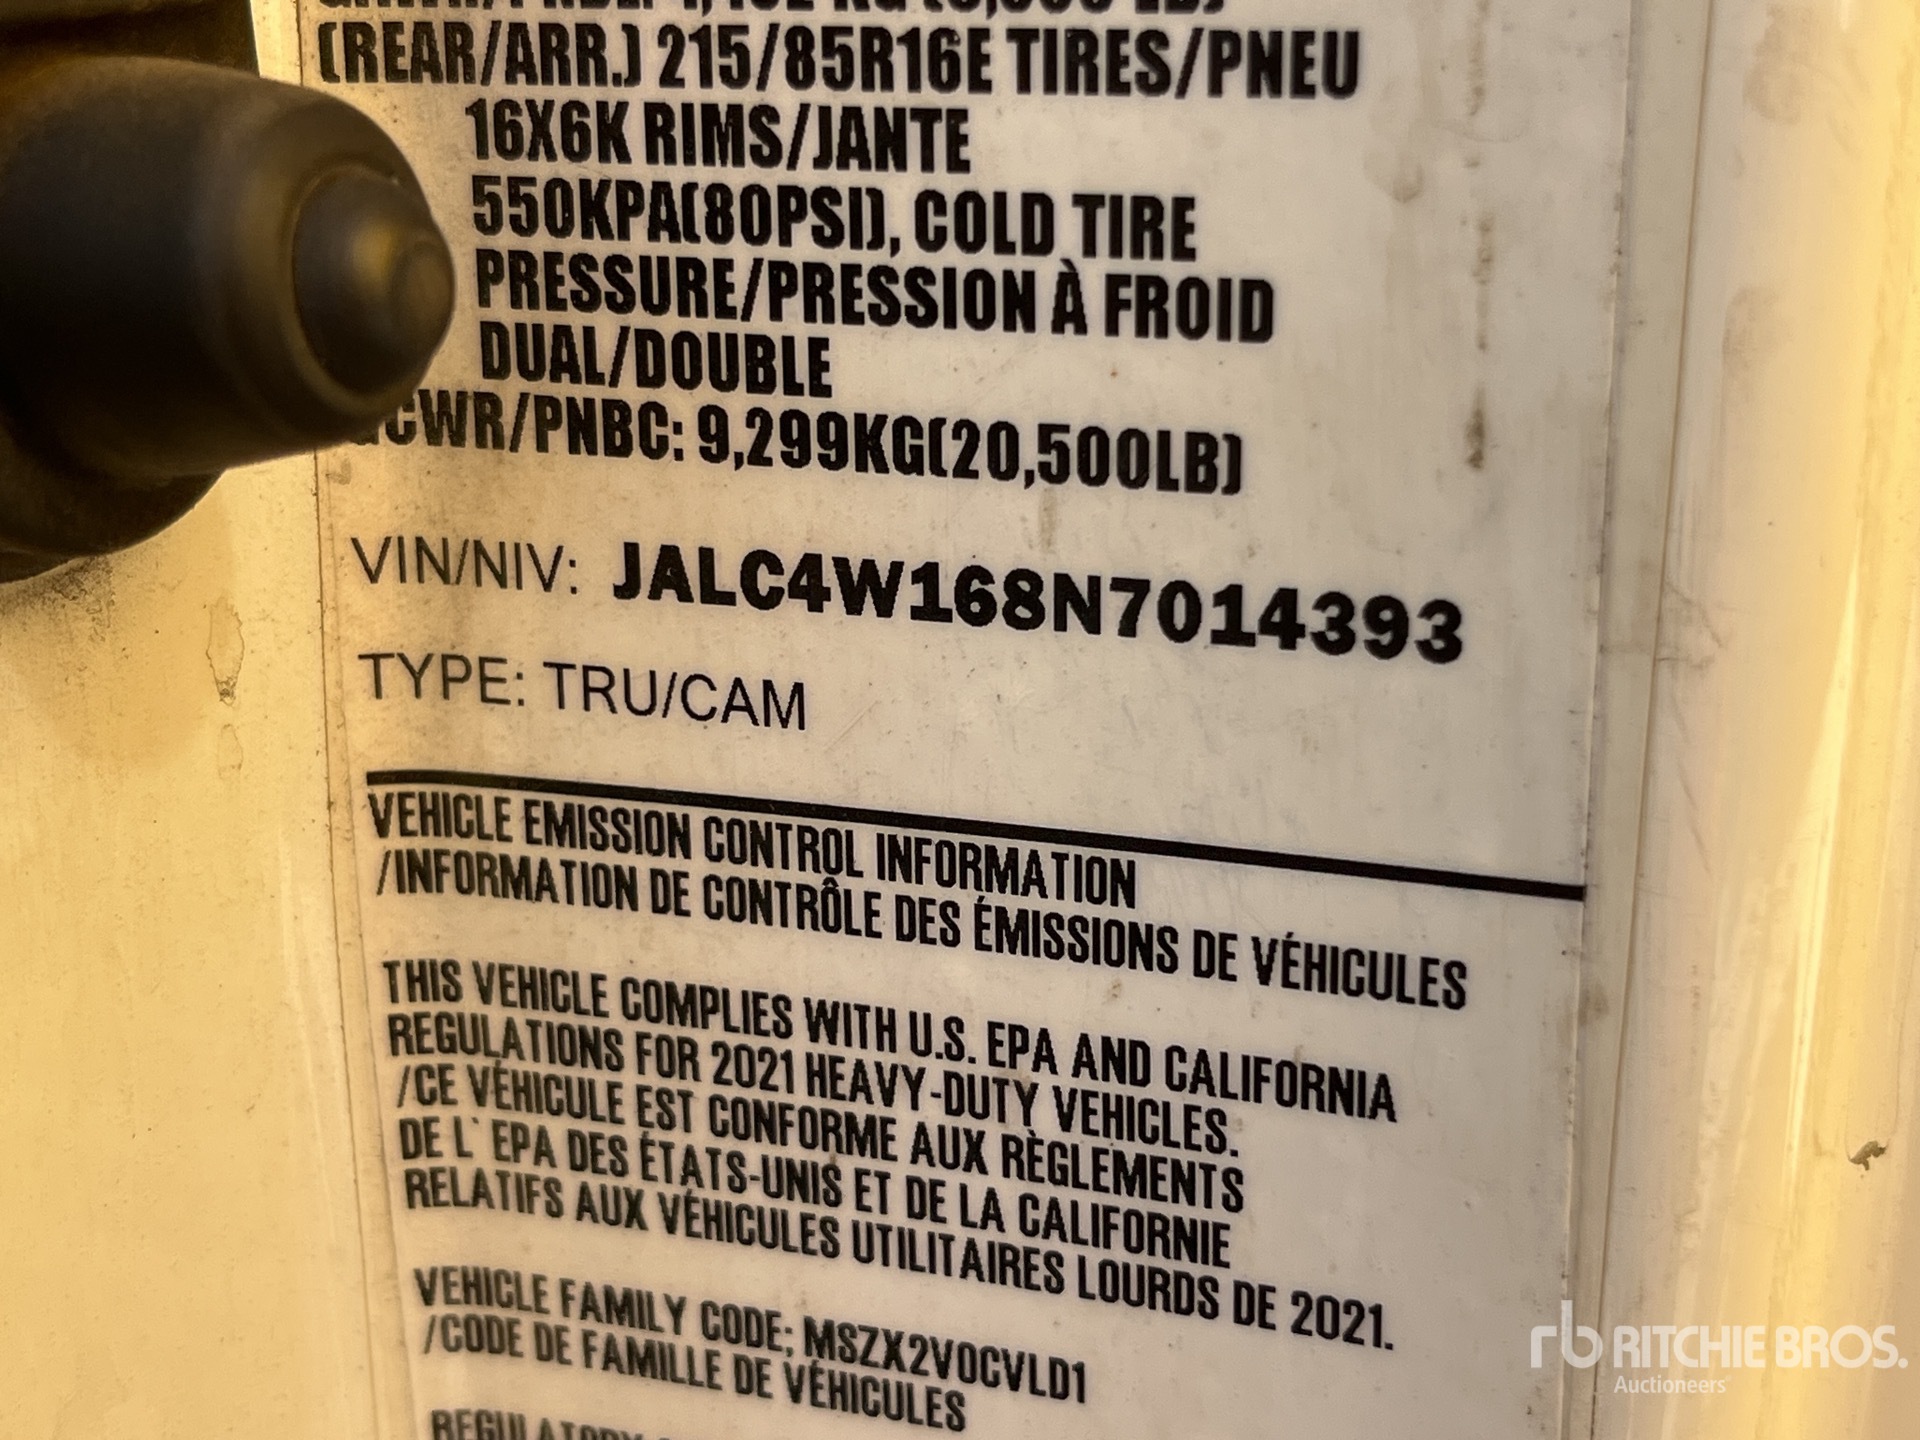 (REAR/ARR.) 215/85R16E TIRES/PNEU
16X6K RIMS/JANTE
550KPA(80PSI), COLD TIRE
PRESSURE/PRESSION À FROID
DUAL/DOUBLE
GCWR/PNBC: 9,299KG(20,500LB)
VIN/NIV: JALC4W168N7014393
TYPE: TRU/CAM
VEHICLE EMISSION CONTROL INFORMATION
/INFORMATION DE CONTRÔLE DES ÉMISSIONS DE VÉHICULES
THIS VEHICLE COMPLIES WITH U.S. EPA AND CALIFORNIA
REGULATIONS FOR 2021 HEAVY-DUTY VEHICLES.
/CE VÉHICULE EST CONFORME AUX RÈGLEMENTS
DE L'EPA DES ÉTATS-UNIS ET DE LA CALIFORNIE
RELATIFS AUX VÉHICULES UTILITAIRES LOURDS DE 2021.
VEHICLE FAMILY CODE; MSZX2V0CVLD1
/CODE DE FAMILLE DE VÉHICULES
rb RITCHIE BROS.
Auctioneers